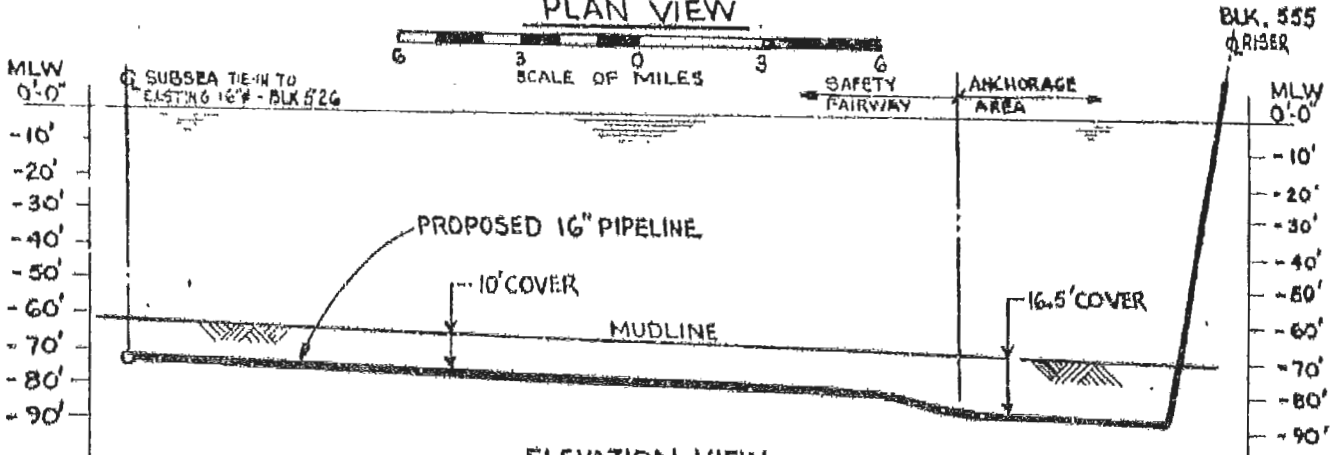 PLAN VIEW
6 3 0 3 6
SCALE OF MILES
BLK. 555
℄ RISER
MLW
0'-0"
-10'
-20'
-30'
-40'
-50'
-60'
-70'
-80'
-90'
℄ SUBSEA TIE-IN TO
EXISTING 16"ø - BLK 526
SAFETY
FAIRWAY
ANCHORAGE
AREA
MLW
0'-0"
-10'
-20'
-30'
-40'
-50'
-60'
-70'
-80'
-90'
PROPOSED 16" PIPELINE
10' COVER
16.5' COVER
MUDLINE
ELEVATION VIEW